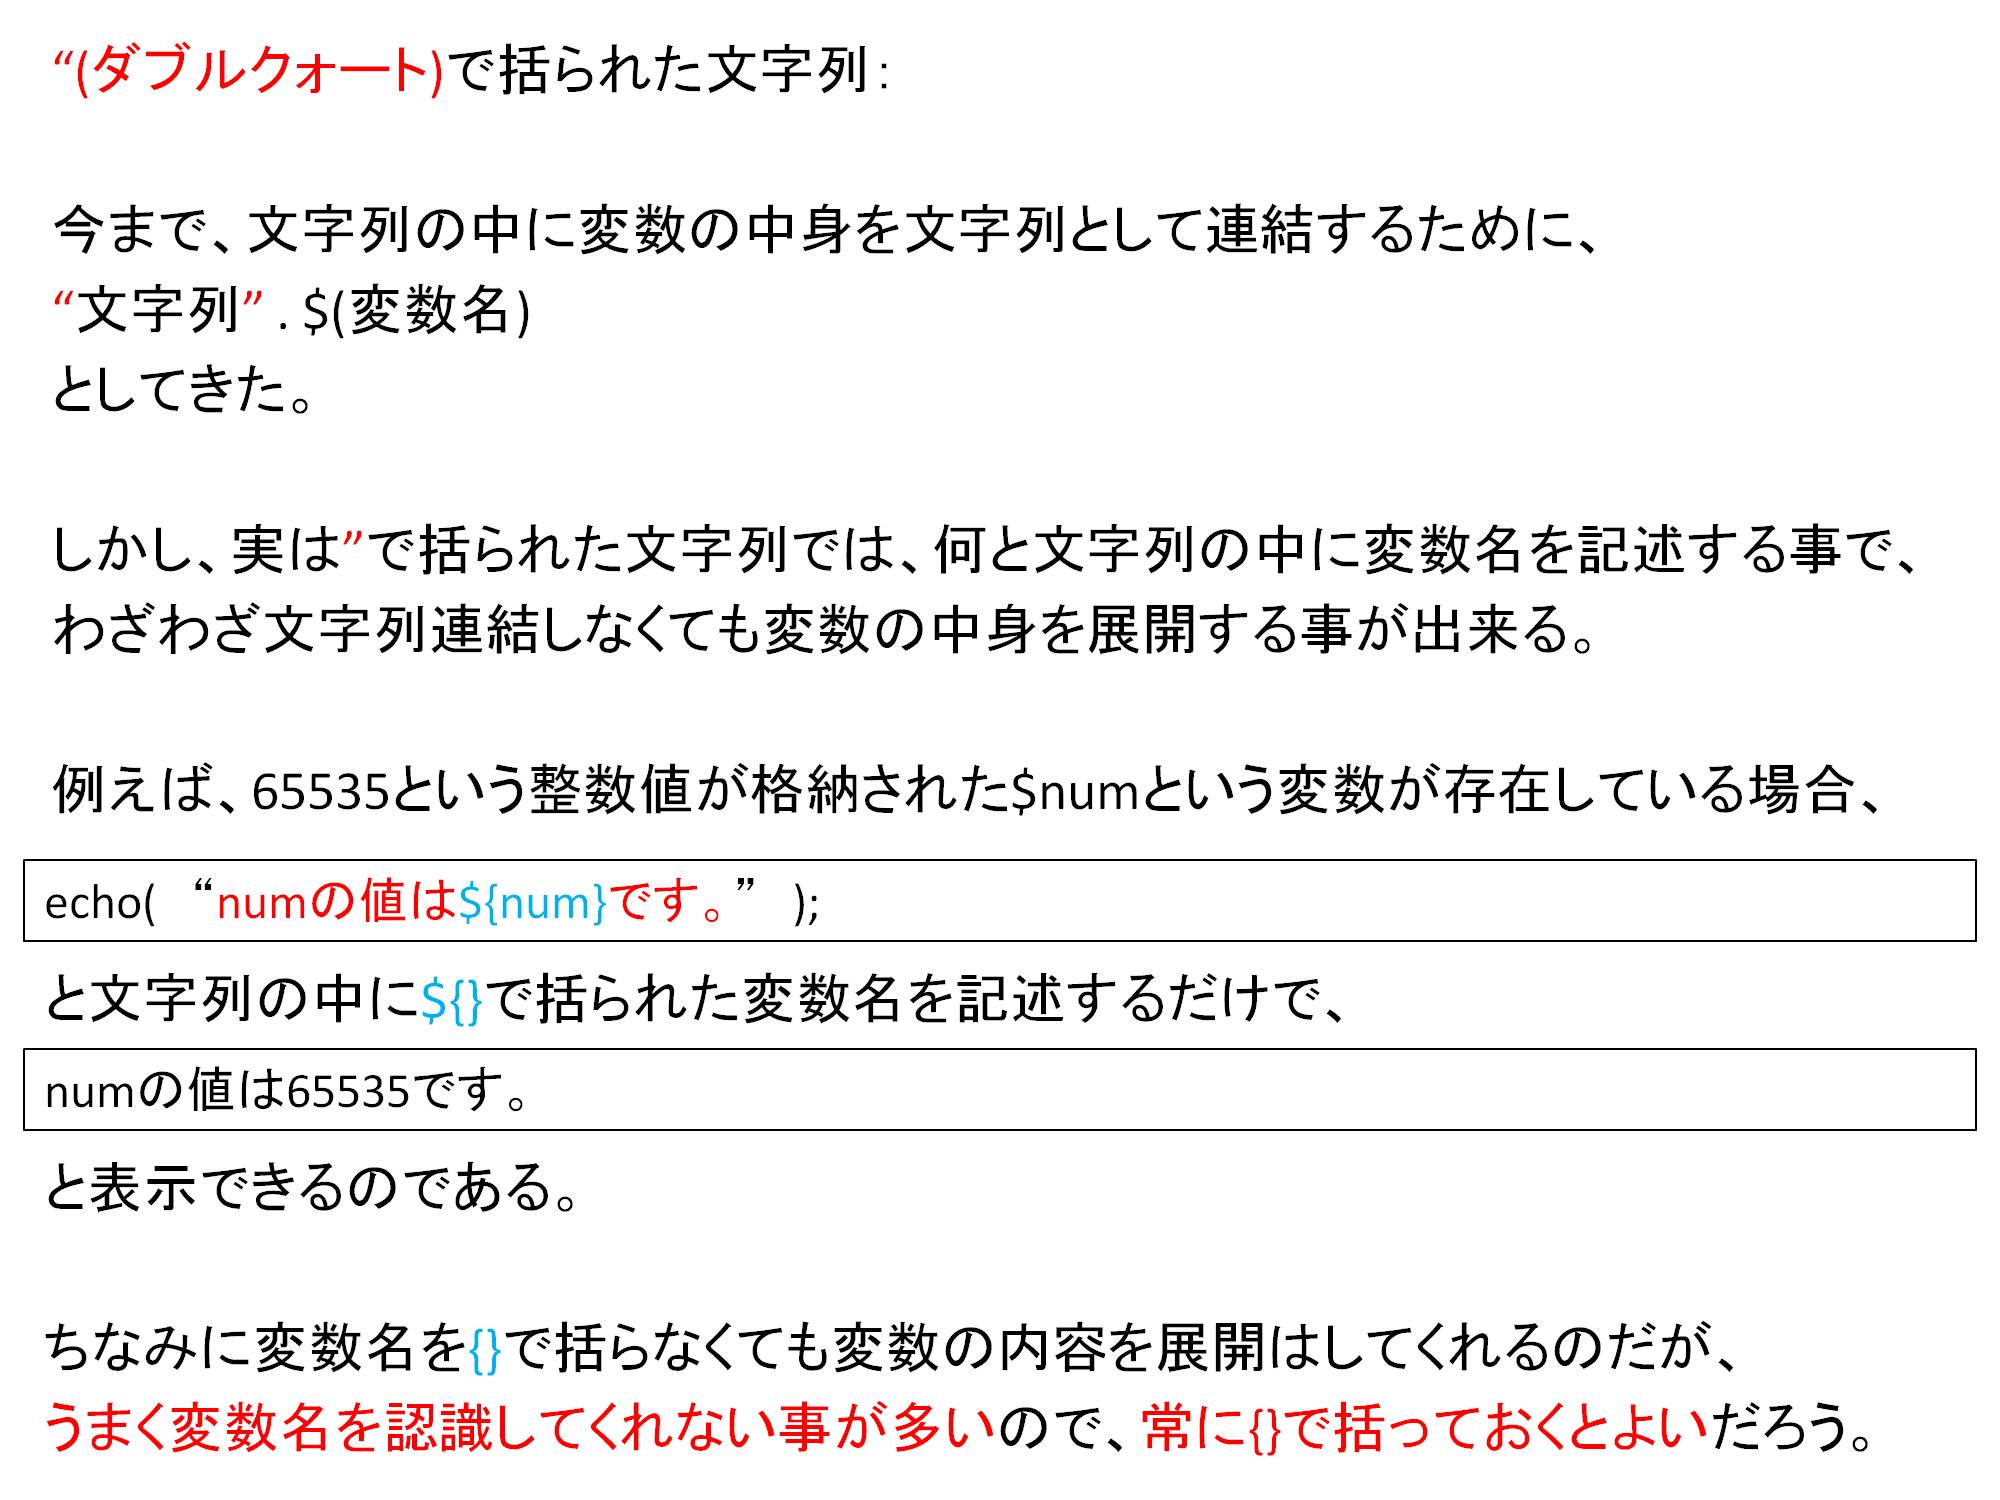 “(ダブルクォート)で括られた文字列：
今まで、文字列の中に変数の中身を文字列として連結するために、
“文字列” . $(変数名)
としてきた。
しかし、実は”で括られた文字列では、何と文字列の中に変数名を記述する事で、
わざわざ文字列連結しなくても変数の中身を展開する事が出来る。
例えば、65535という整数値が格納された$numという変数が存在している場合、
echo( “numの値は${num}です。” );
と文字列の中に${}で括られた変数名を記述するだけで、
numの値は65535です。
と表示できるのである。
ちなみに変数名を{}で括らなくても変数の内容を展開はしてくれるのだが、
うまく変数名を認識してくれない事が多いので、常に{}で括っておくとよいだろう。